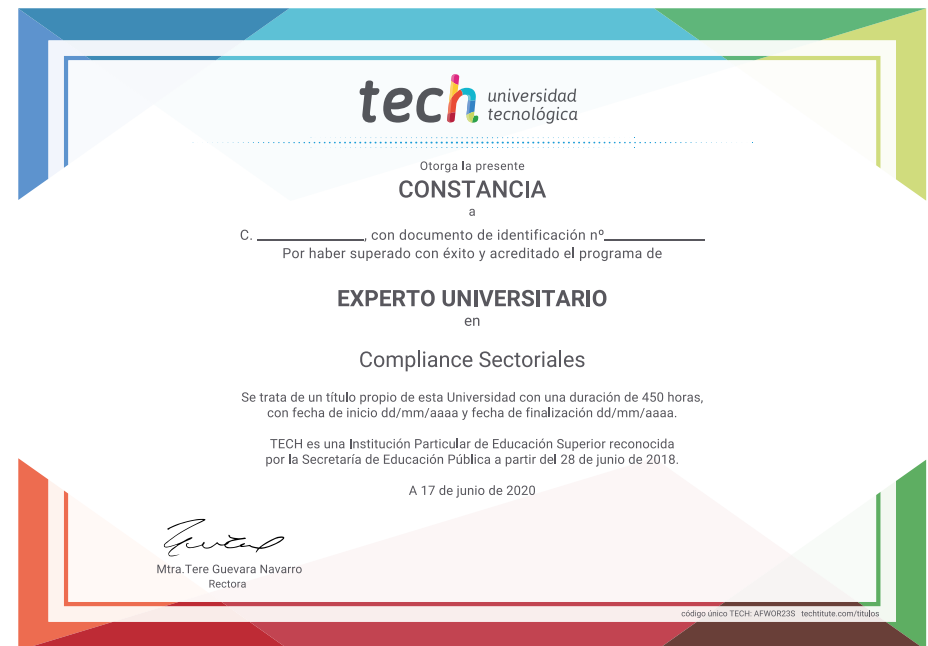 tech universidad
tecnológica
Otorga la presente
CONSTANCIA
a
C. ______________, con documento de identificación nº_____________
Por haber superado con éxito y acreditado el programa de
EXPERTO UNIVERSITARIO
en
Compliance Sectoriales
Se trata de un título propio de esta Universidad con una duración de 450 horas,
con fecha de inicio dd/mm/aaaa y fecha de finalización dd/mm/aaaa.
TECH es una Institución Particular de Educación Superior reconocida
por la Secretaría de Educación Pública a partir del 28 de junio de 2018.
A 17 de junio de 2020
Mtra.Tere Guevara Navarro
Rectora
código único TECH: AFWOR23S techtitute.com/titulos